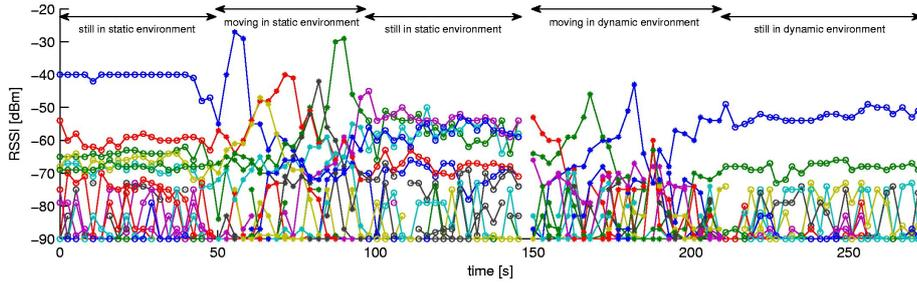 −20
−30
−40
−50
−60
−70
−80
−90
RSSI [dBm]
still in static environment
moving in static environment
still in static environment
moving in dynamic environment
still in dynamic environment
0
50
100
150
200
250
time [s]